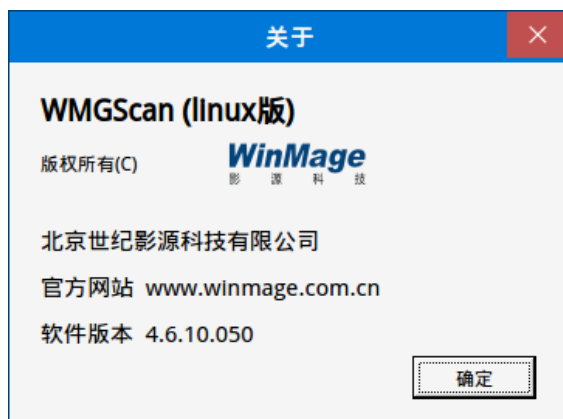 关于
WMGScan (linux版)
版权所有(C)
WinMage
影源科技
北京世纪影源科技有限公司
官方网站 www.winmage.com.cn
软件版本 4.6.10.050
确定